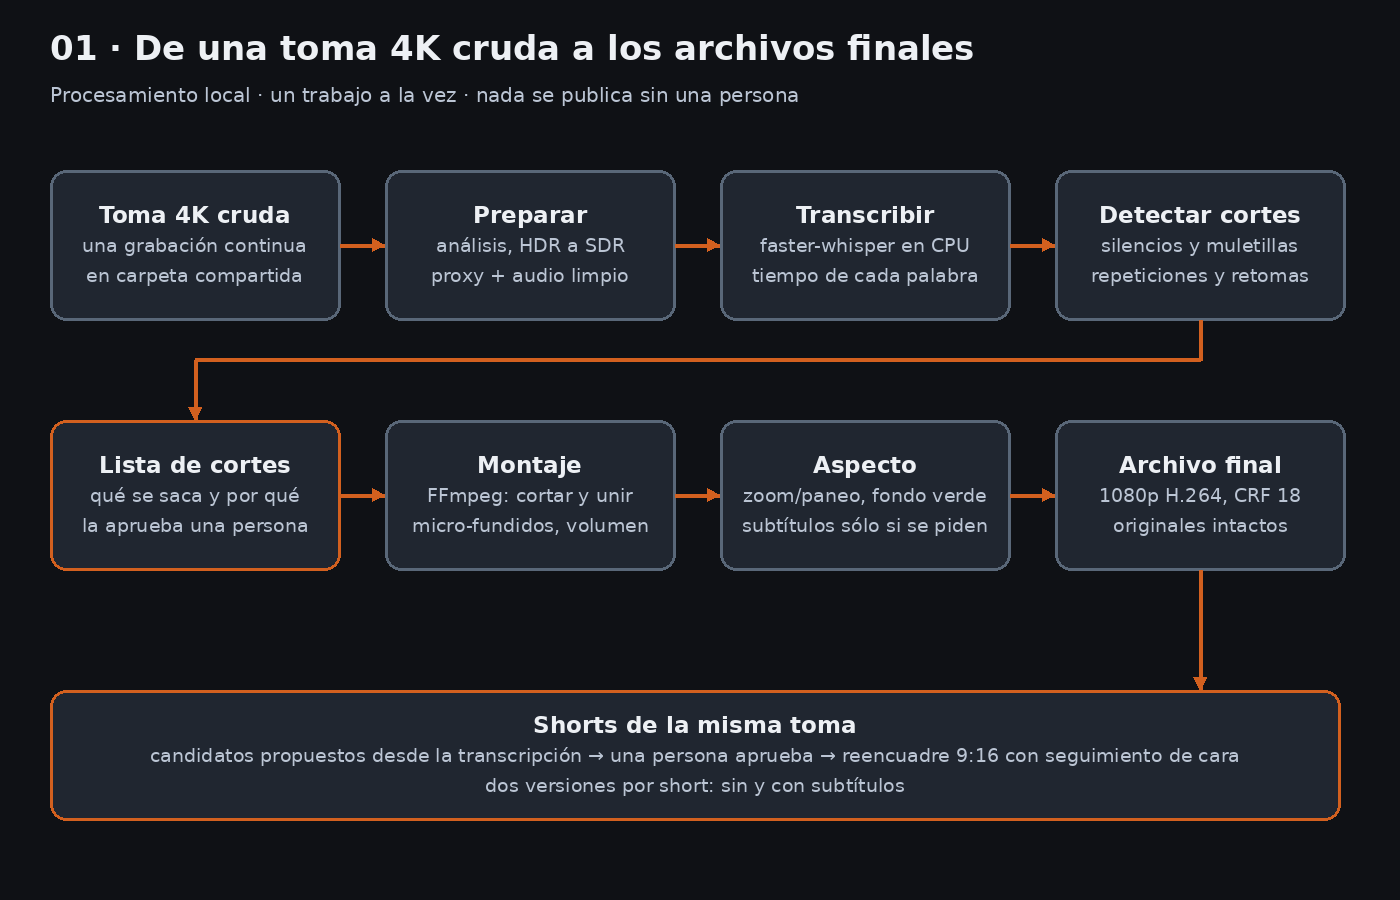 01 · De una toma 4K cruda a los archivos finales
Procesamiento local · un trabajo a la vez · nada se publica sin una persona
Toma 4K cruda
una grabación continua
en carpeta compartida
Preparar
análisis, HDR a SDR
proxy + audio limpio
Transcribir
faster-whisper en CPU
tiempo de cada palabra
Detectar cortes
silencios y muletillas
repeticiones y retomas
Lista de cortes
qué se saca y por qué
la aprueba una persona
Montaje
FFmpeg: cortar y unir
micro-fundidos, volumen
Aspecto
zoom/paneo, fondo verde
subtítulos sólo si se piden
Archivo final
1080p H.264, CRF 18
originales intactos
Shorts de la misma toma
candidatos propuestos desde la transcripción → una persona aprueba → reencuadre 9:16 con seguimiento de cara
dos versiones por short: sin y con subtítulos